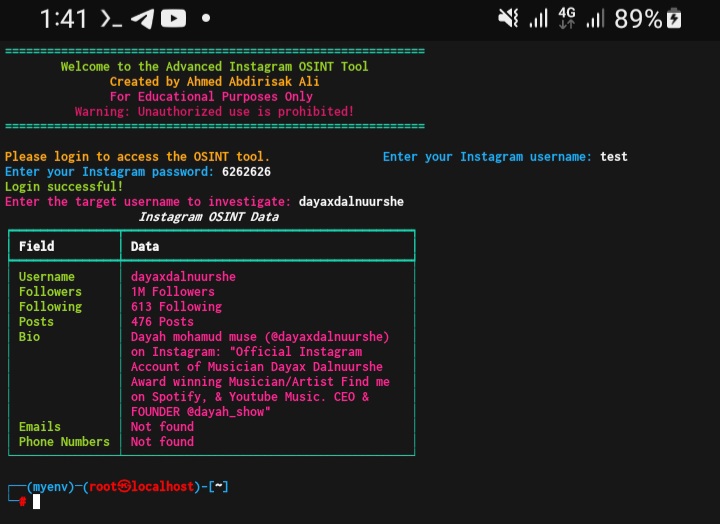 1:41 4G 89%
============================================================
Welcome to the Advanced Instagram OSINT Tool
Created by Ahmed Abdirisak Ali
For Educational Purposes Only
Warning: Unauthorized use is prohibited!
============================================================
Please login to access the OSINT tool. Enter your Instagram username: test
Enter your Instagram password: 6262626
Login successful!
Enter the target username to investigate: dayaxdalnuurshe
Instagram OSINT Data
Field Data
Username dayaxdalnuurshe
Followers 1M Followers
Following 613 Following
Posts 476 Posts
Bio Dayah mohamud muse (@dayaxdalnuurshe)
on Instagram: "Official Instagram
Account of Musician Dayax Dalnuurshe
Award winning Musician/Artist Find me
on Spotify, & Youtube Music. CEO &
FOUNDER @dayah_show"
Emails Not found
Phone Numbers Not found
┌──(myenv)─(root㉿localhost)-[~]
└─#